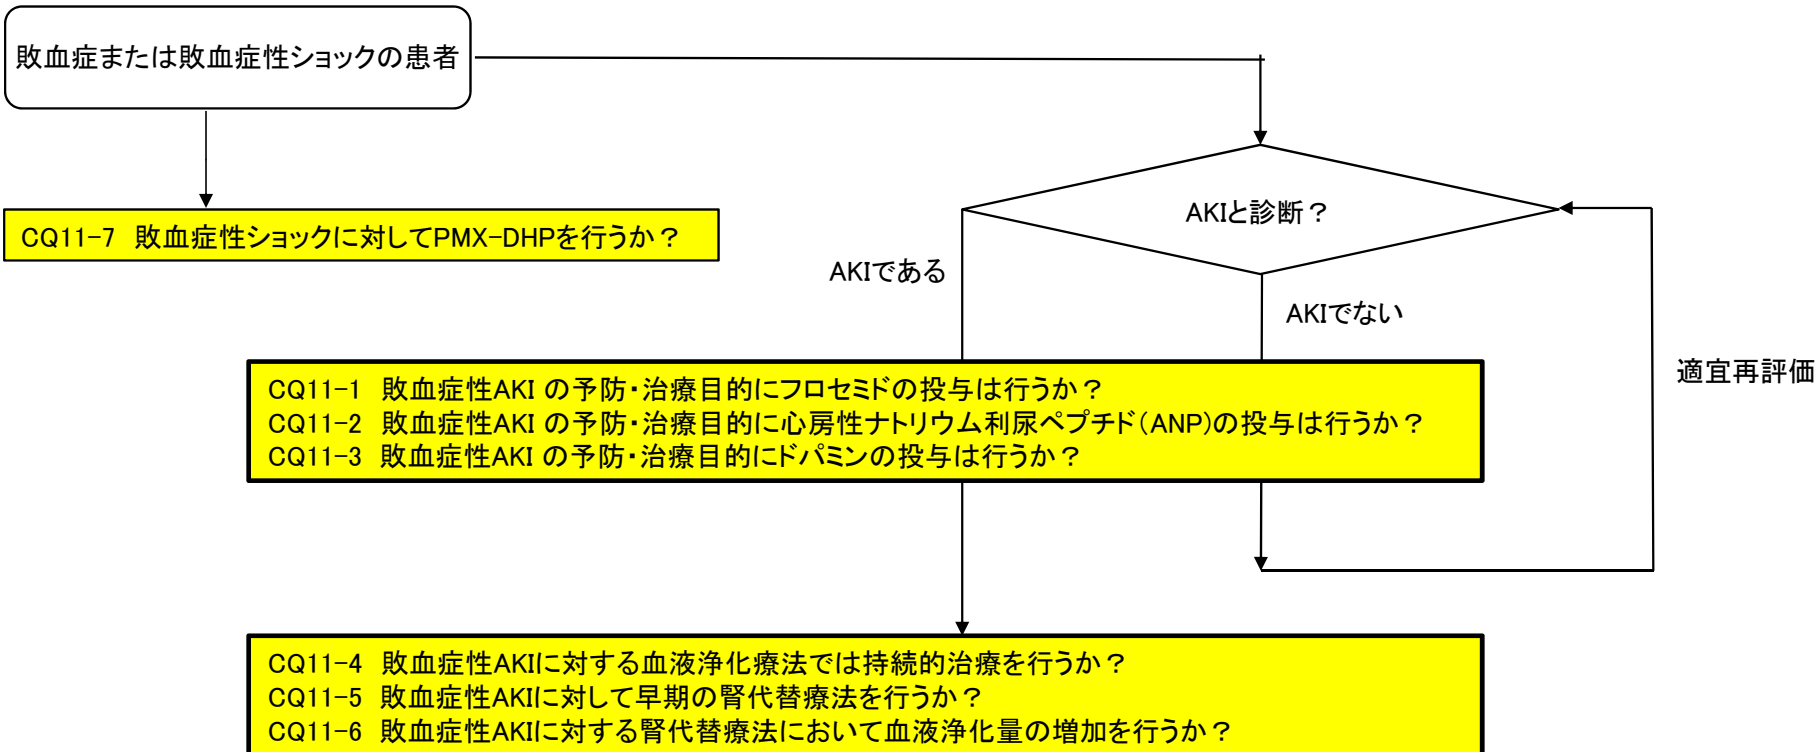 敗血症または敗血症性ショックの患者
CQ11-7 敗血症性ショックに対してPMX-DHPを行うか？
AKIと診断？
AKIである
AKIでない
適宜再評価
CQ11-1 敗血症性AKI の予防・治療目的にフロセミドの投与は行うか？
CQ11-2 敗血症性AKI の予防・治療目的に心房性ナトリウム利尿ペプチド（ANP)の投与は行うか？
CQ11-3 敗血症性AKI の予防・治療目的にドパミンの投与は行うか？
CQ11-4 敗血症性AKIに対する血液浄化療法では持続的治療を行うか？
CQ11-5 敗血症性AKIに対して早期の腎代替療法を行うか？
CQ11-6 敗血症性AKIに対する腎代替療法において血液浄化量の増加を行うか？